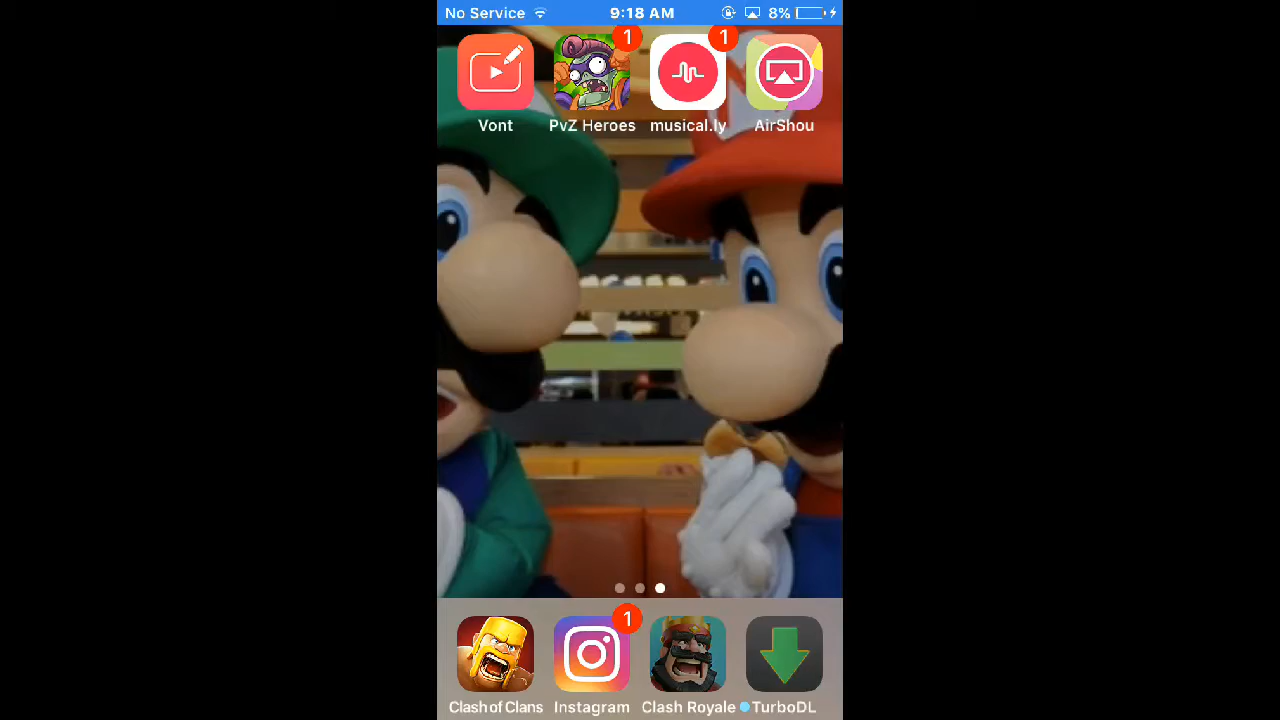 No Service 9:18 AM 8%
1 1
Vont PvZ Heroes musical.ly AirShou
1
Clash of Clans Instagram Clash Royale TurboDL